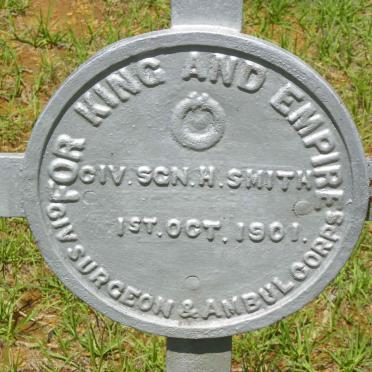 FOR KING AND EMPIRE.
CIV. SGN. H. SMITH
1ST. OCT. 1901.
CIV SURGEON & AMBUL CORPS